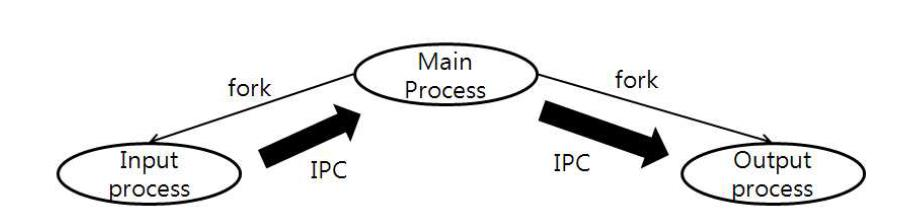 Main
Process
fork
fork
Input
process
IPC
IPC
Output
process